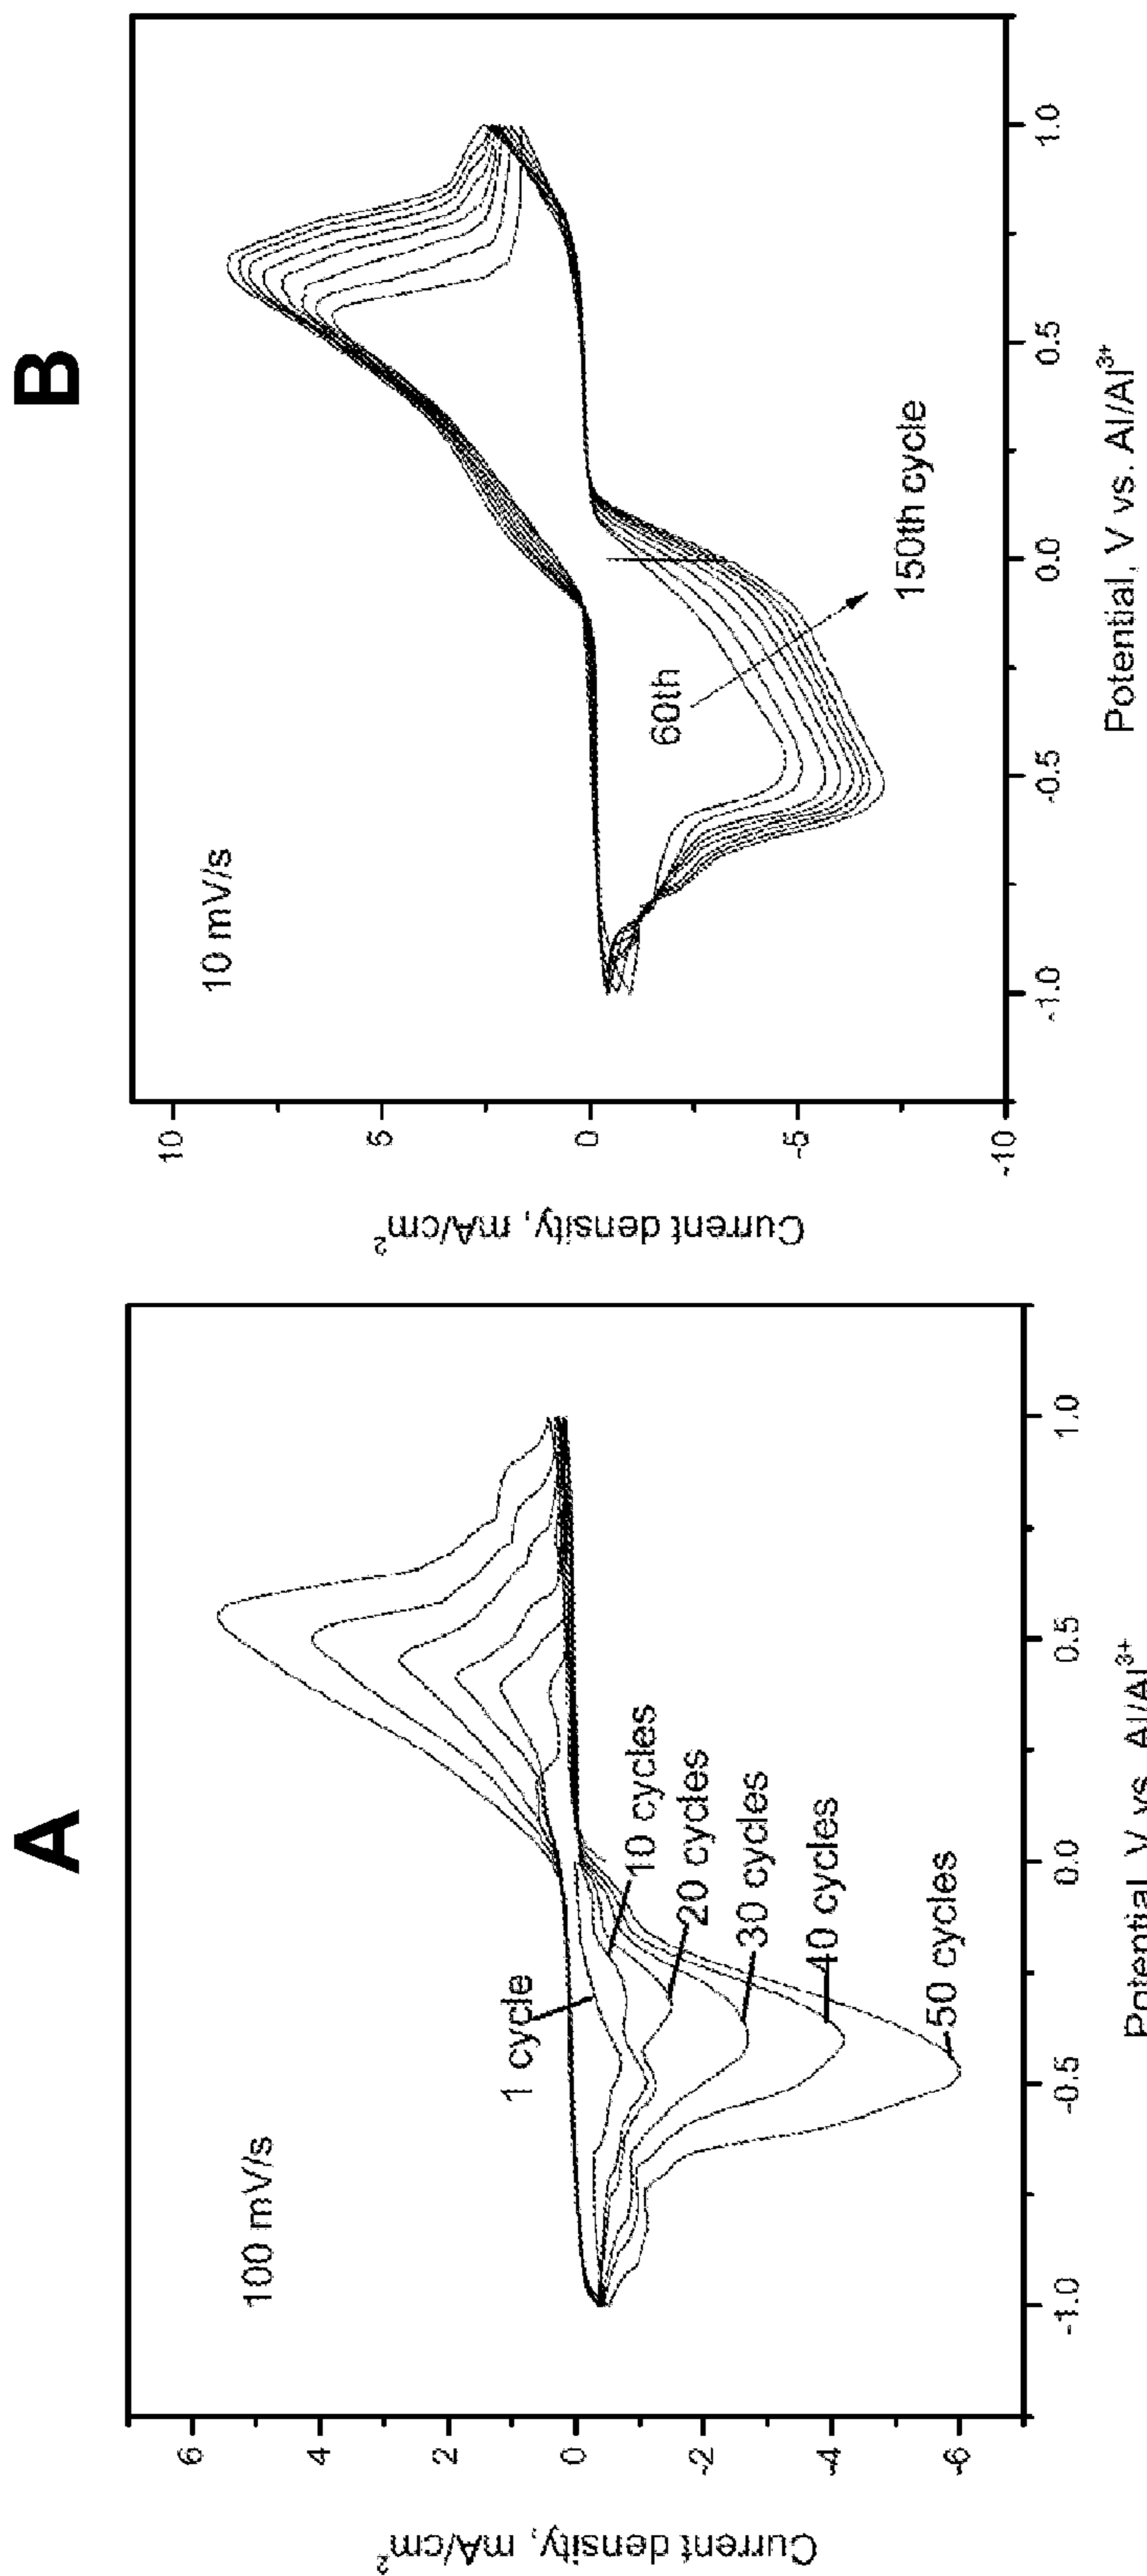 A
100 mV/s
1 cycle
10 cycles
20 cycles
30 cycles
40 cycles
50 cycles
6
4
2
0
-2
-4
-6
Current density, mA/cm²
-1.0
-0.5
0.0
0.5
1.0
Potential, V vs. Al/Al³⁺
B
10 mV/s
60th
150th cycle
10
5
0
-5
-10
Current density, mA/cm²
-1.0
-0.5
0.0
0.5
1.0
Potential, V vs. Al/Al³⁺